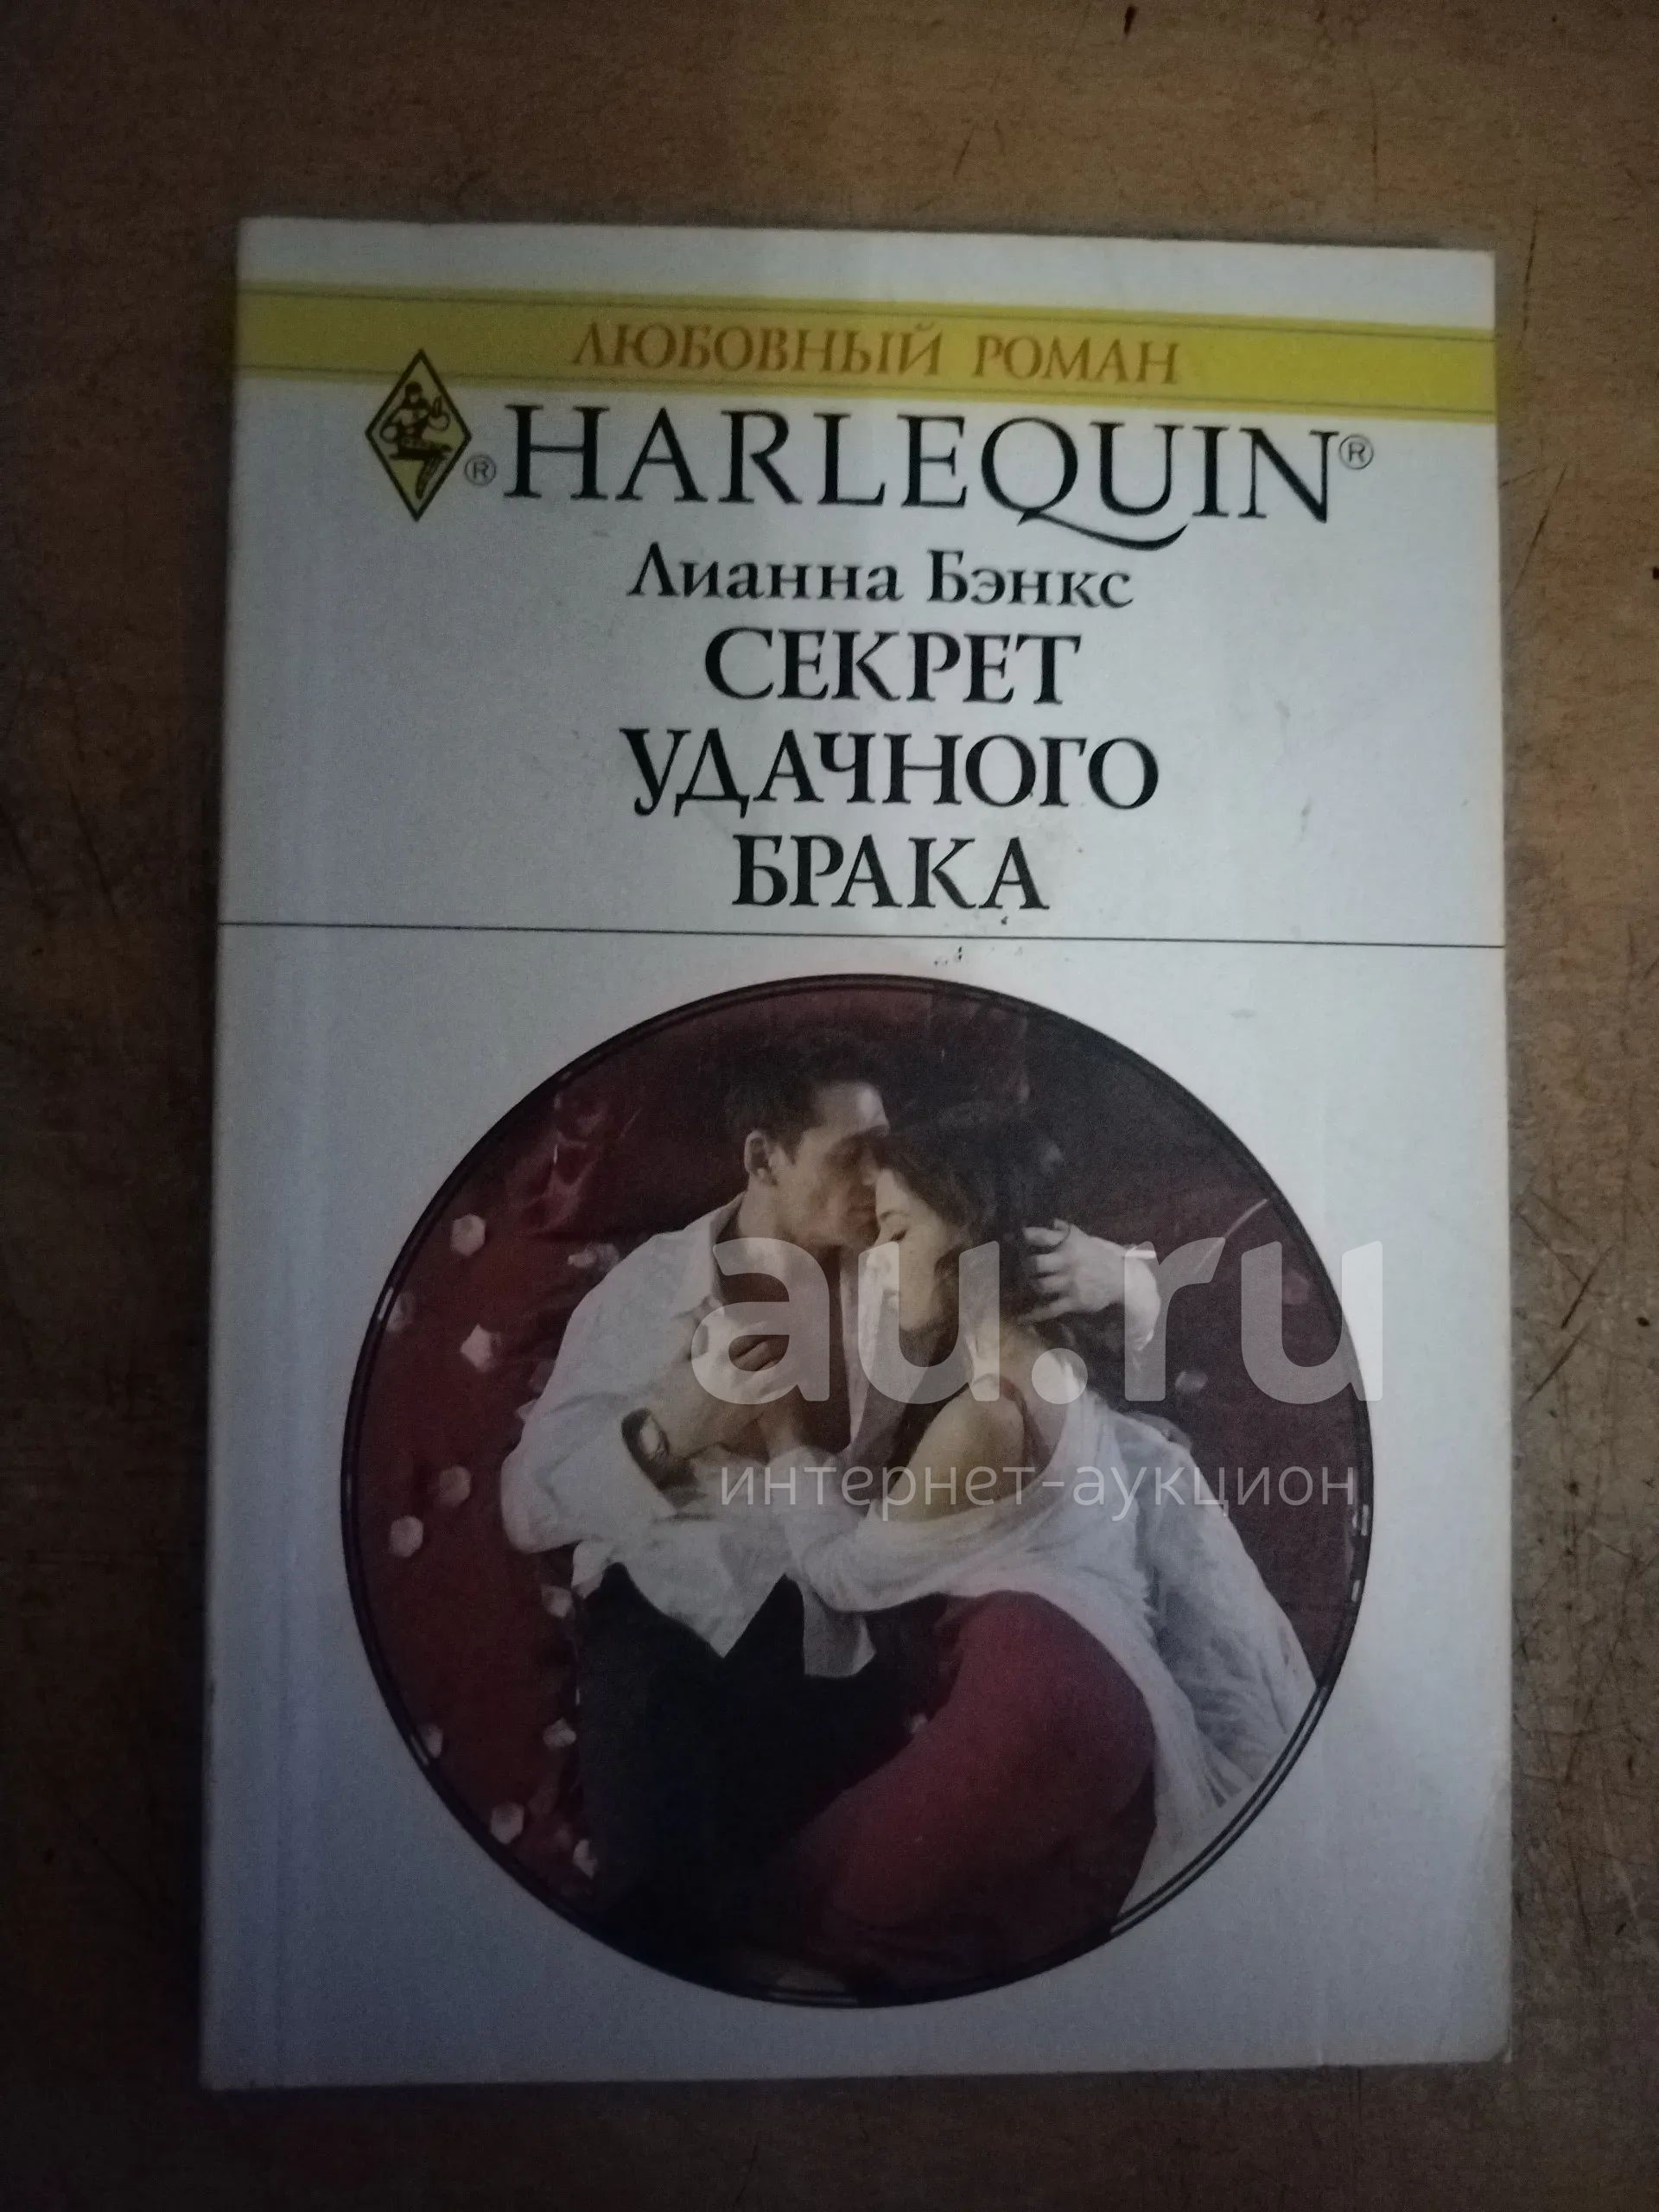 ЛЮБОВНЫЙ РОМАН
® HARLEQUIN®
Лианна Бэнкс
СЕКРЕТ
УДАЧНОГО
БРАКА
au.ru
интернет-аукцион